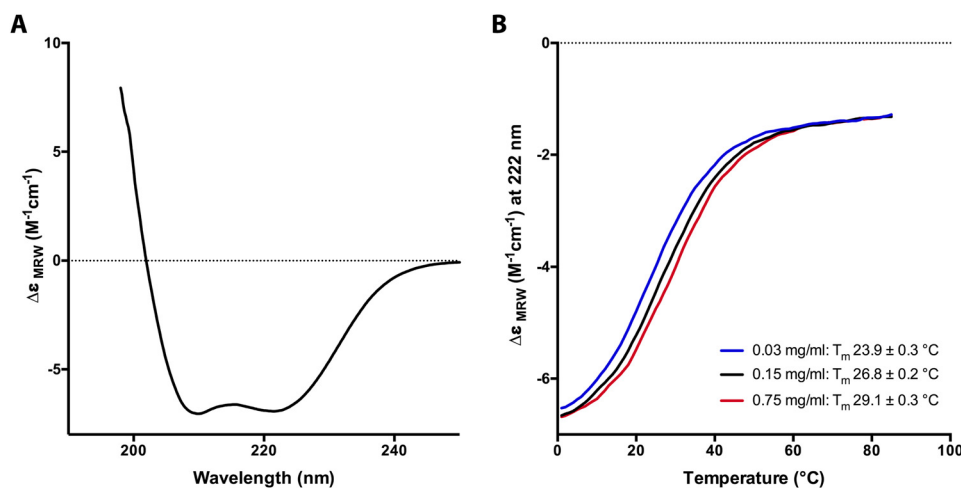 A
10
5
0
-5
200
220
240
Δε MRW (M-1cm-1)
Wavelength (nm)
B
0
-2
-4
-6
0
20
40
60
80
100
Δε MRW (M-1cm-1) at 222 nm
0.03 mg/ml: Tm 23.9 ± 0.3 °C
0.15 mg/ml: Tm 26.8 ± 0.2 °C
0.75 mg/ml: Tm 29.1 ± 0.3 °C
Temperature (°C)